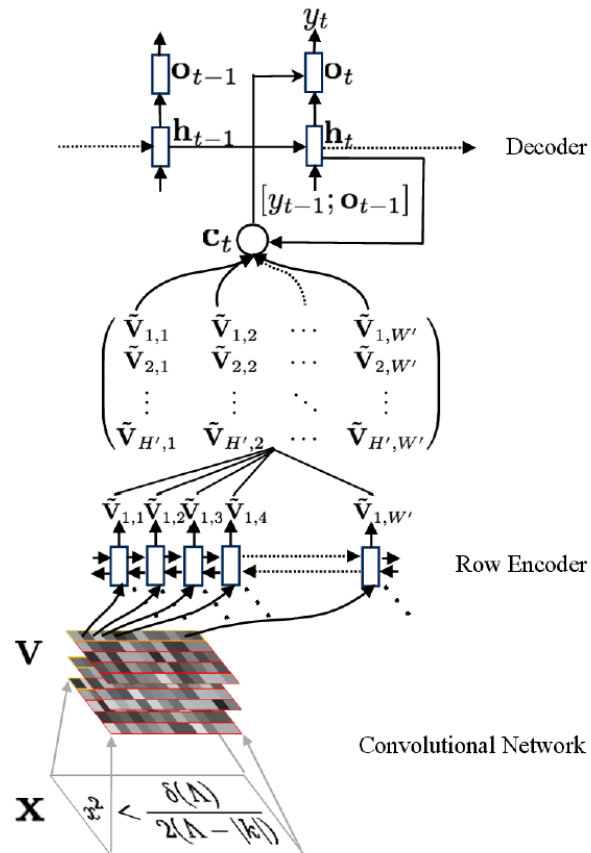 y_t
o_{t-1} o_t
h_{t-1} h_t Decoder
[y_{t-1}; o_{t-1}]
c_t
Ṽ_{1,1} Ṽ_{1,2} ⋯ Ṽ_{1,W'}
Ṽ_{2,1} Ṽ_{2,2} ⋯ Ṽ_{2,W'}
⋮ ⋮ ⋱ ⋮
Ṽ_{H',1} Ṽ_{H',2} ⋯ Ṽ_{H',W'}
Ṽ_{1,1} Ṽ_{1,2} Ṽ_{1,3} Ṽ_{1,4} Ṽ_{1,W'}
Row Encoder
V
Convolutional Network
X
< \frac{δ(Λ)}{2(Λ − |k|)}